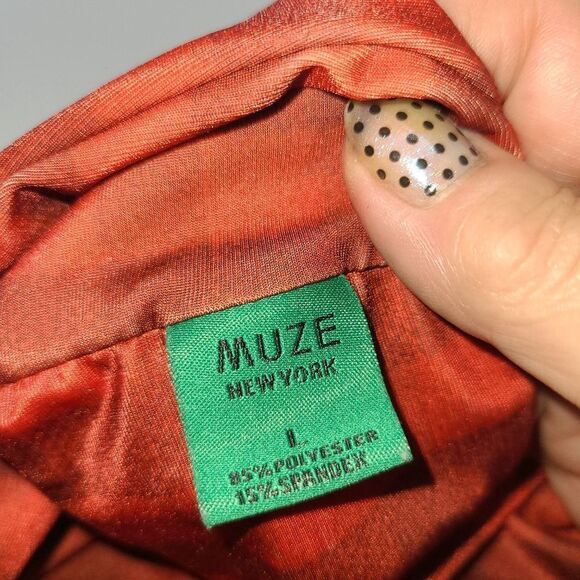 MUZE
NEW YORK
L
85% POLYESTER
15% SPANDEX